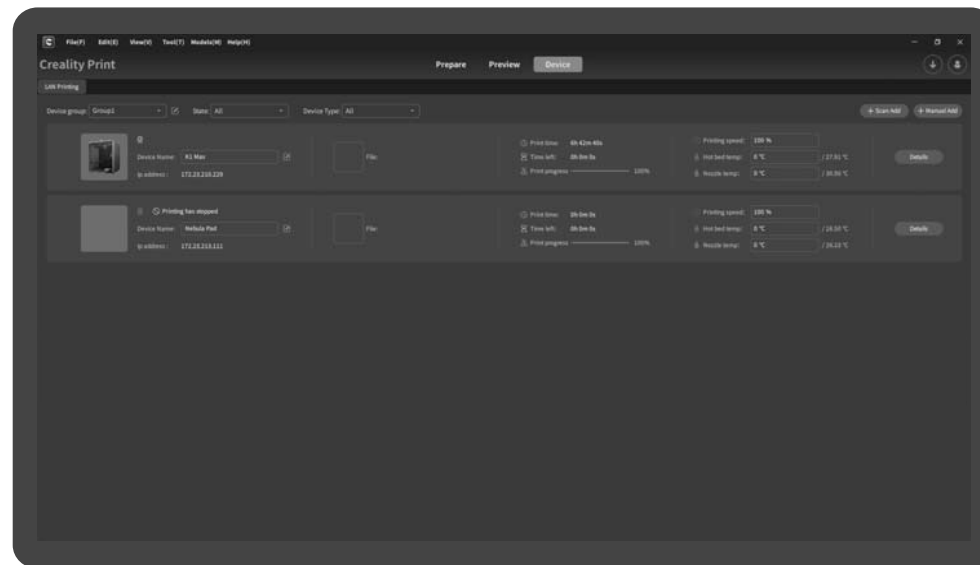 File(F) Edit(E) View(V) Tool(T) Models(M) Help(H)
Creality Print Prepare Preview Device
LAN Printing
Device group: Group1 State: All Device Type: All + Scan Add + Manual Add
Print time: 6h 42m 40s Printing speed: 100 %
Device Name: K1 Max File: Time left: 0h 0m 0s Hot bed temp: 0 °C Details
Ip address: Print progress 100% Nozzle temp: 0 °C
Printing has stopped Print time: 0h 0m 0s Printing speed: 100 %
Device Name: Nebula Pad File: Time left: 0h 0m 0s Hot bed temp: 0 °C Details
Ip address: Print progress 100% Nozzle temp: 0 °C